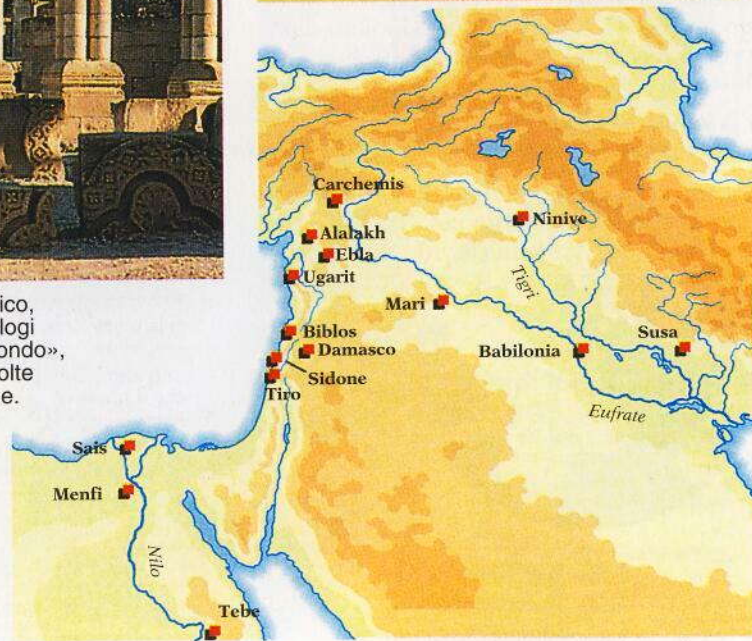 Carchemis
Ninive
Alalakh
Ebla
Ugarit
Tigri
Mari
ico,
logi
ondo»,
olte
e.
Biblos
Damasco
Susa
Babilonia
Sidone
Tiro
Eufrate
Sais
Menfi
Nilo
Tebe